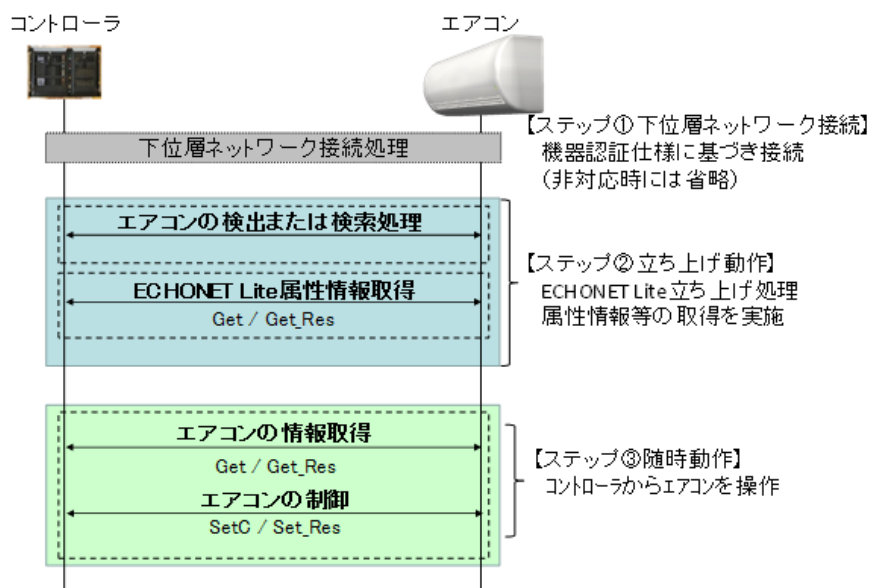 コントローラ
エアコン
下位層ネットワーク接続処理
【ステップ①下位層ネットワーク接続】
機器認証仕様に基づき接続
(非対応時には省略)
エアコンの検出または検索処理
ECHONET Lite属性情報取得
Get / Get_Res
【ステップ②立ち上げ動作】
ECHONET Lite立ち上げ処理
属性情報等の取得を実施
エアコンの情報取得
Get / Get_Res
エアコンの制御
SetC / Set_Res
【ステップ③随時動作】
コントローラからエアコンを操作